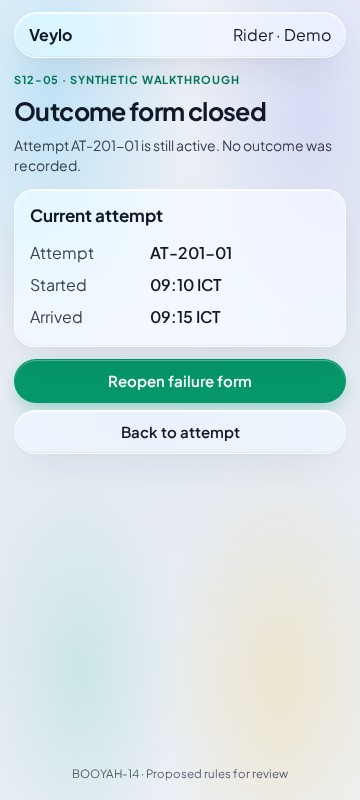 Veylo
Rider · Demo
S12-05 · SYNTHETIC WALKTHROUGH
Outcome form closed
Attempt AT-201-01 is still active. No outcome was
recorded.
Current attempt
Attempt AT-201-01
Started 09:10 ICT
Arrived 09:15 ICT
Reopen failure form
Back to attempt
BOOYAH-14 · Proposed rules for review